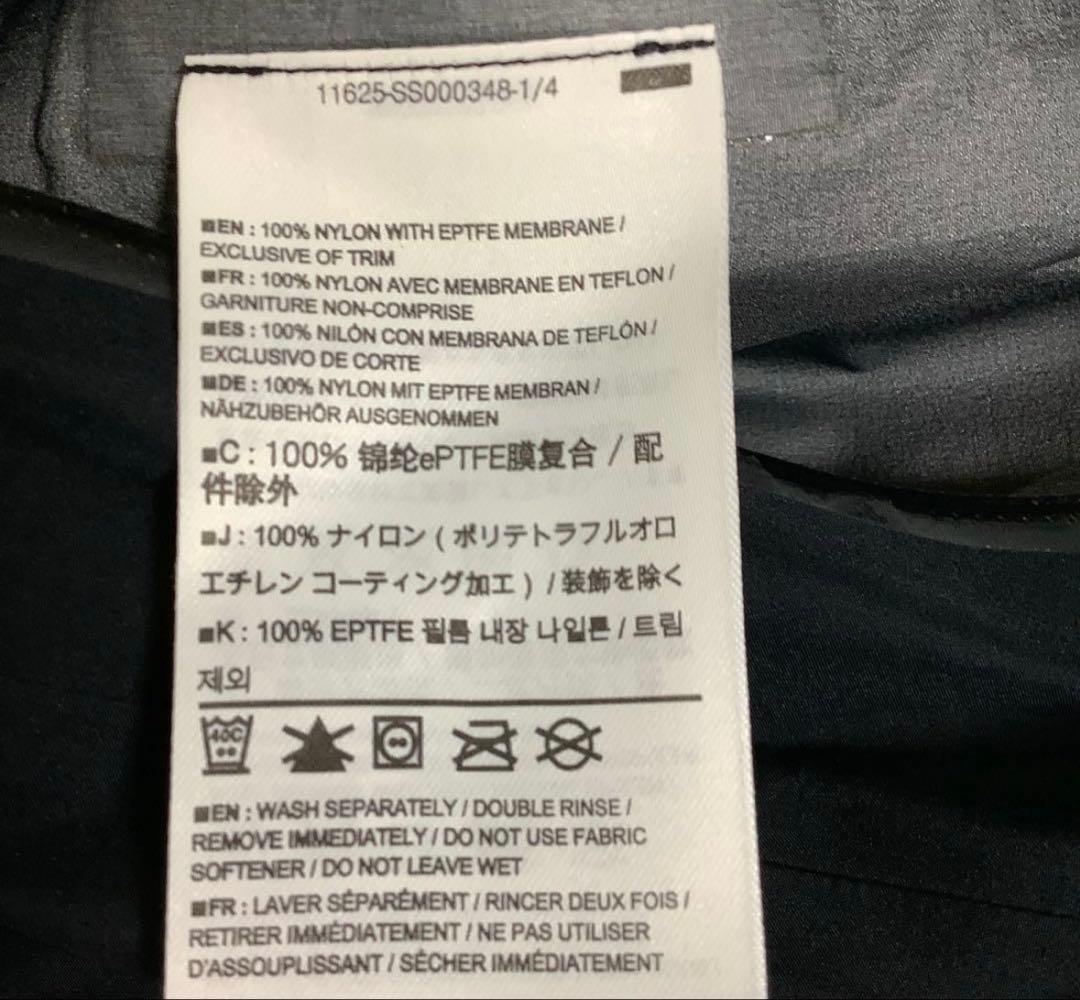 11625-SS000348-1/4
■EN : 100% NYLON WITH EPTFE MEMBRANE /
EXCLUSIVE OF TRIM
■FR : 100% NYLON AVEC MEMBRANE EN TEFLON /
GARNITURE NON-COMPRISE
■ES : 100% NILÓN CON MEMBRANA DE TEFLÓN /
EXCLUSIVO DE CORTE
■DE : 100% NYLON MIT EPTFE MEMBRAN /
NÄHZUBEHÖR AUSGENOMMEN
■C : 100% 锦纶ePTFE膜复合 / 配
件除外
■J : 100% ナイロン ( ポリテトラフルオロ
エチレン コーティング加工 ) / 装飾を除く
■K : 100% EPTFE 필름 내장 나일론 / 트림
제외
40C
■EN : WASH SEPARATELY / DOUBLE RINSE /
REMOVE IMMEDIATELY / DO NOT USE FABRIC
SOFTENER / DO NOT LEAVE WET
■FR : LAVER SÉPARÉMENT / RINCER DEUX FOIS /
RETIRER IMMÉDIATEMENT / NE PAS UTILISER
D'ASSOUPLISSANT / SÉCHER IMMÉDIATEMENT